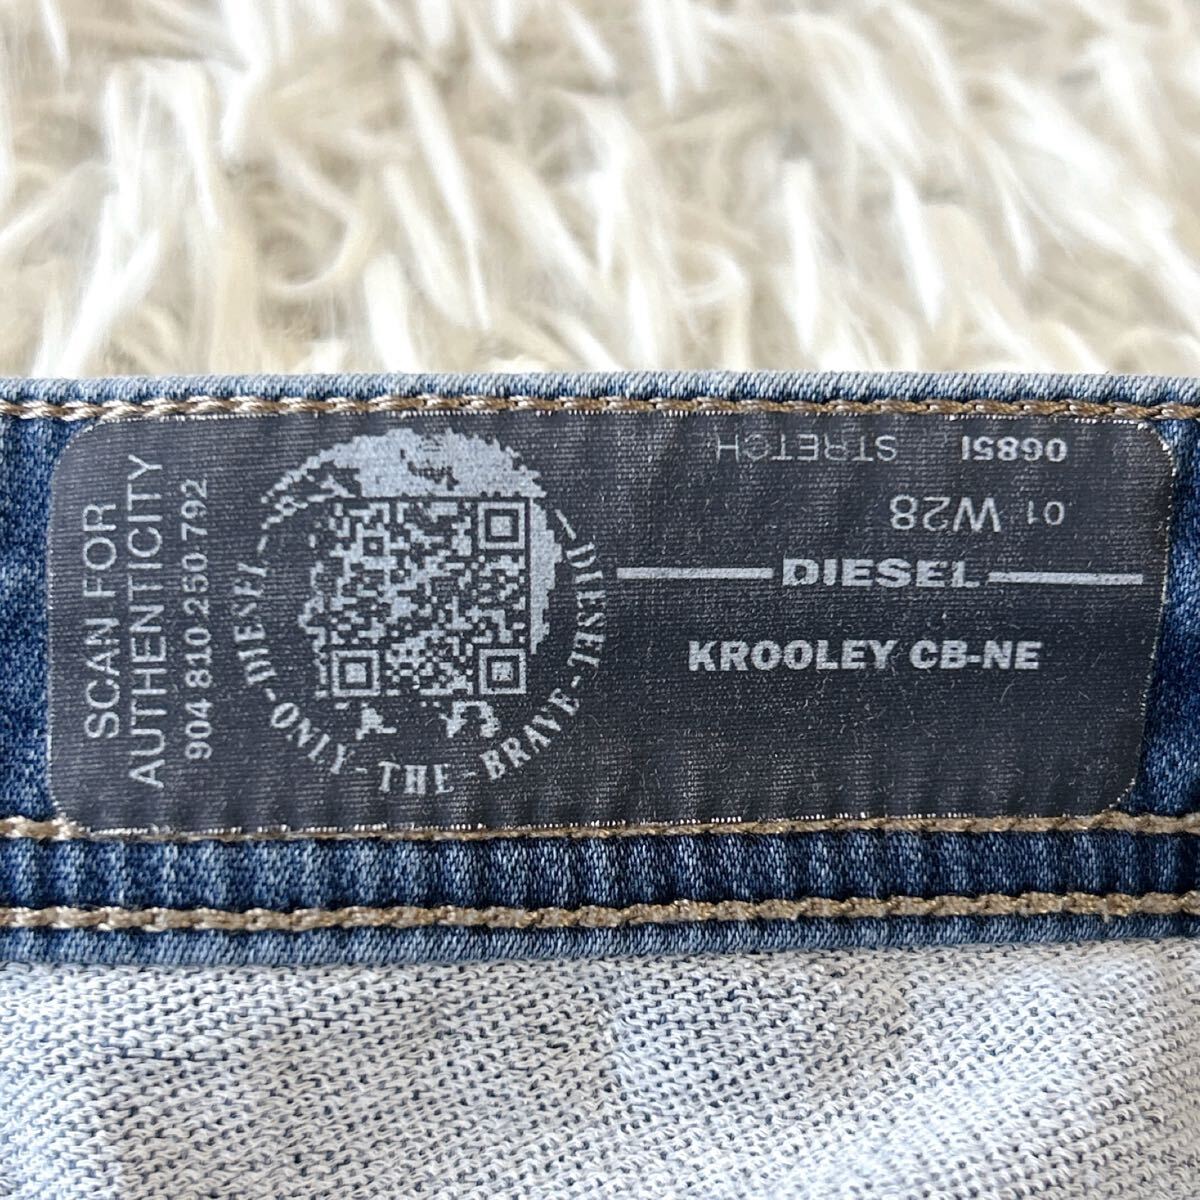 SCAN FOR
AUTHENTICITY
904 810 250 792
DIESEL-ONLY-THE-BRAVE-DIESEL
0685I STRETCH
01 W28
DIESEL
KROOLEY CB-NE